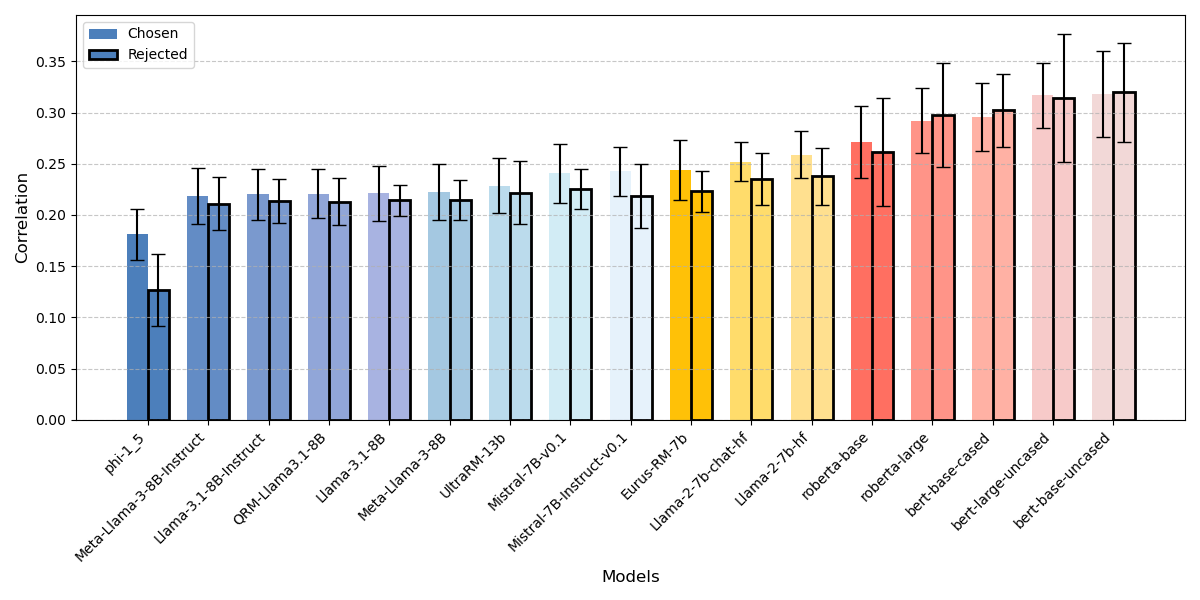 Chosen
Rejected
Correlation
0.35
0.30
0.25
0.20
0.15
0.10
0.05
0.00
phi-1_5
Meta-Llama-3-8B-Instruct
Llama-3.1-8B-Instruct
QRM-Llama3.1-8B
Llama-3.1-8B
Meta-Llama-3-8B
UltraRM-13b
Mistral-7B-v0.1
Mistral-7B-Instruct-v0.1
Eurus-RM-7b
Llama-2-7b-chat-hf
Llama-2-7b-hf
roberta-base
roberta-large
bert-base-cased
bert-large-uncased
bert-base-uncased
Models